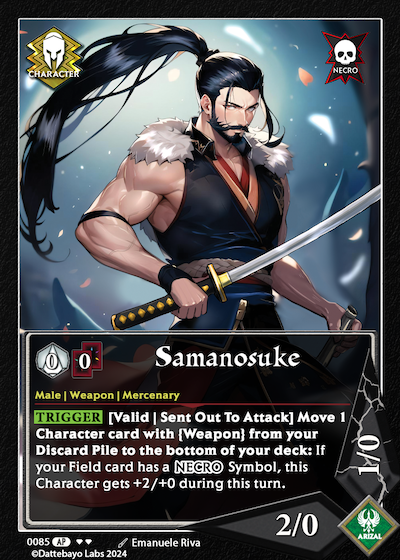 CHARACTER
NECRO
0
0
Samanosuke
Male | Weapon | Mercenary
TRIGGER [Valid | Sent Out To Attack] Move 1
Character card with {Weapon} from your
Discard Pile to the bottom of your deck: If
your Field card has a NECRO Symbol, this
Character gets +2/+0 during this turn.
1/0
2/0
ARIZAL
0085 AP ♥♥ Emanuele Riva
©Dattebayo Labs 2024